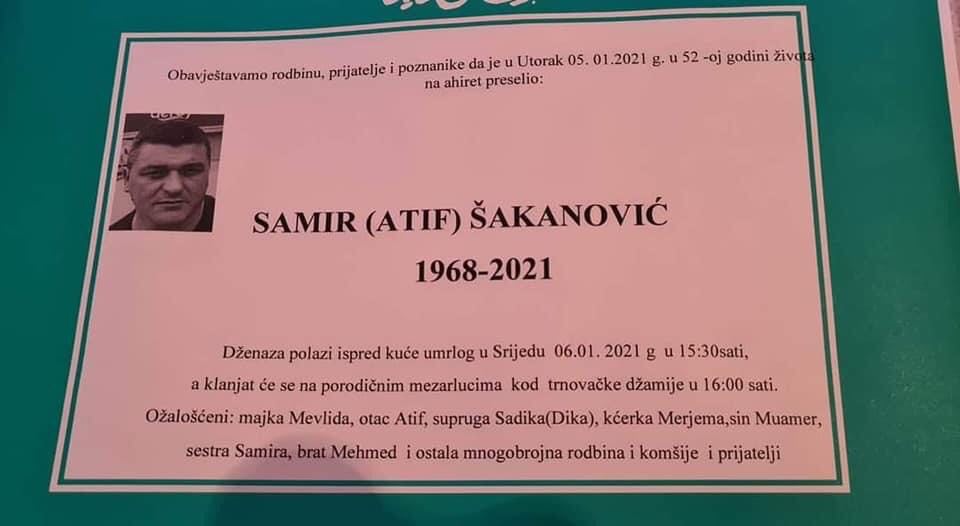 Obavještavamo rodbinu, prijatelje i poznanike da je u Utorak 05. 01.2021 g. u 52 -oj godini života
na ahiret preselio:
SAMIR (ATIF) ŠAKANOVIĆ
1968-2021
Dženaza polazi ispred kuće umrlog u Srijedu 06.01. 2021 g u 15:30sati,
a klanjat će se na porodičnim mezarlucima kod trnovačke džamije u 16:00 sati.
Ožalošćeni: majka Mevlida, otac Atif, supruga Sadika(Dika), kćerka Merjema,sin Muamer,
sestra Samira, brat Mehmed i ostala mnogobrojna rodbina i komšije i prijatelji